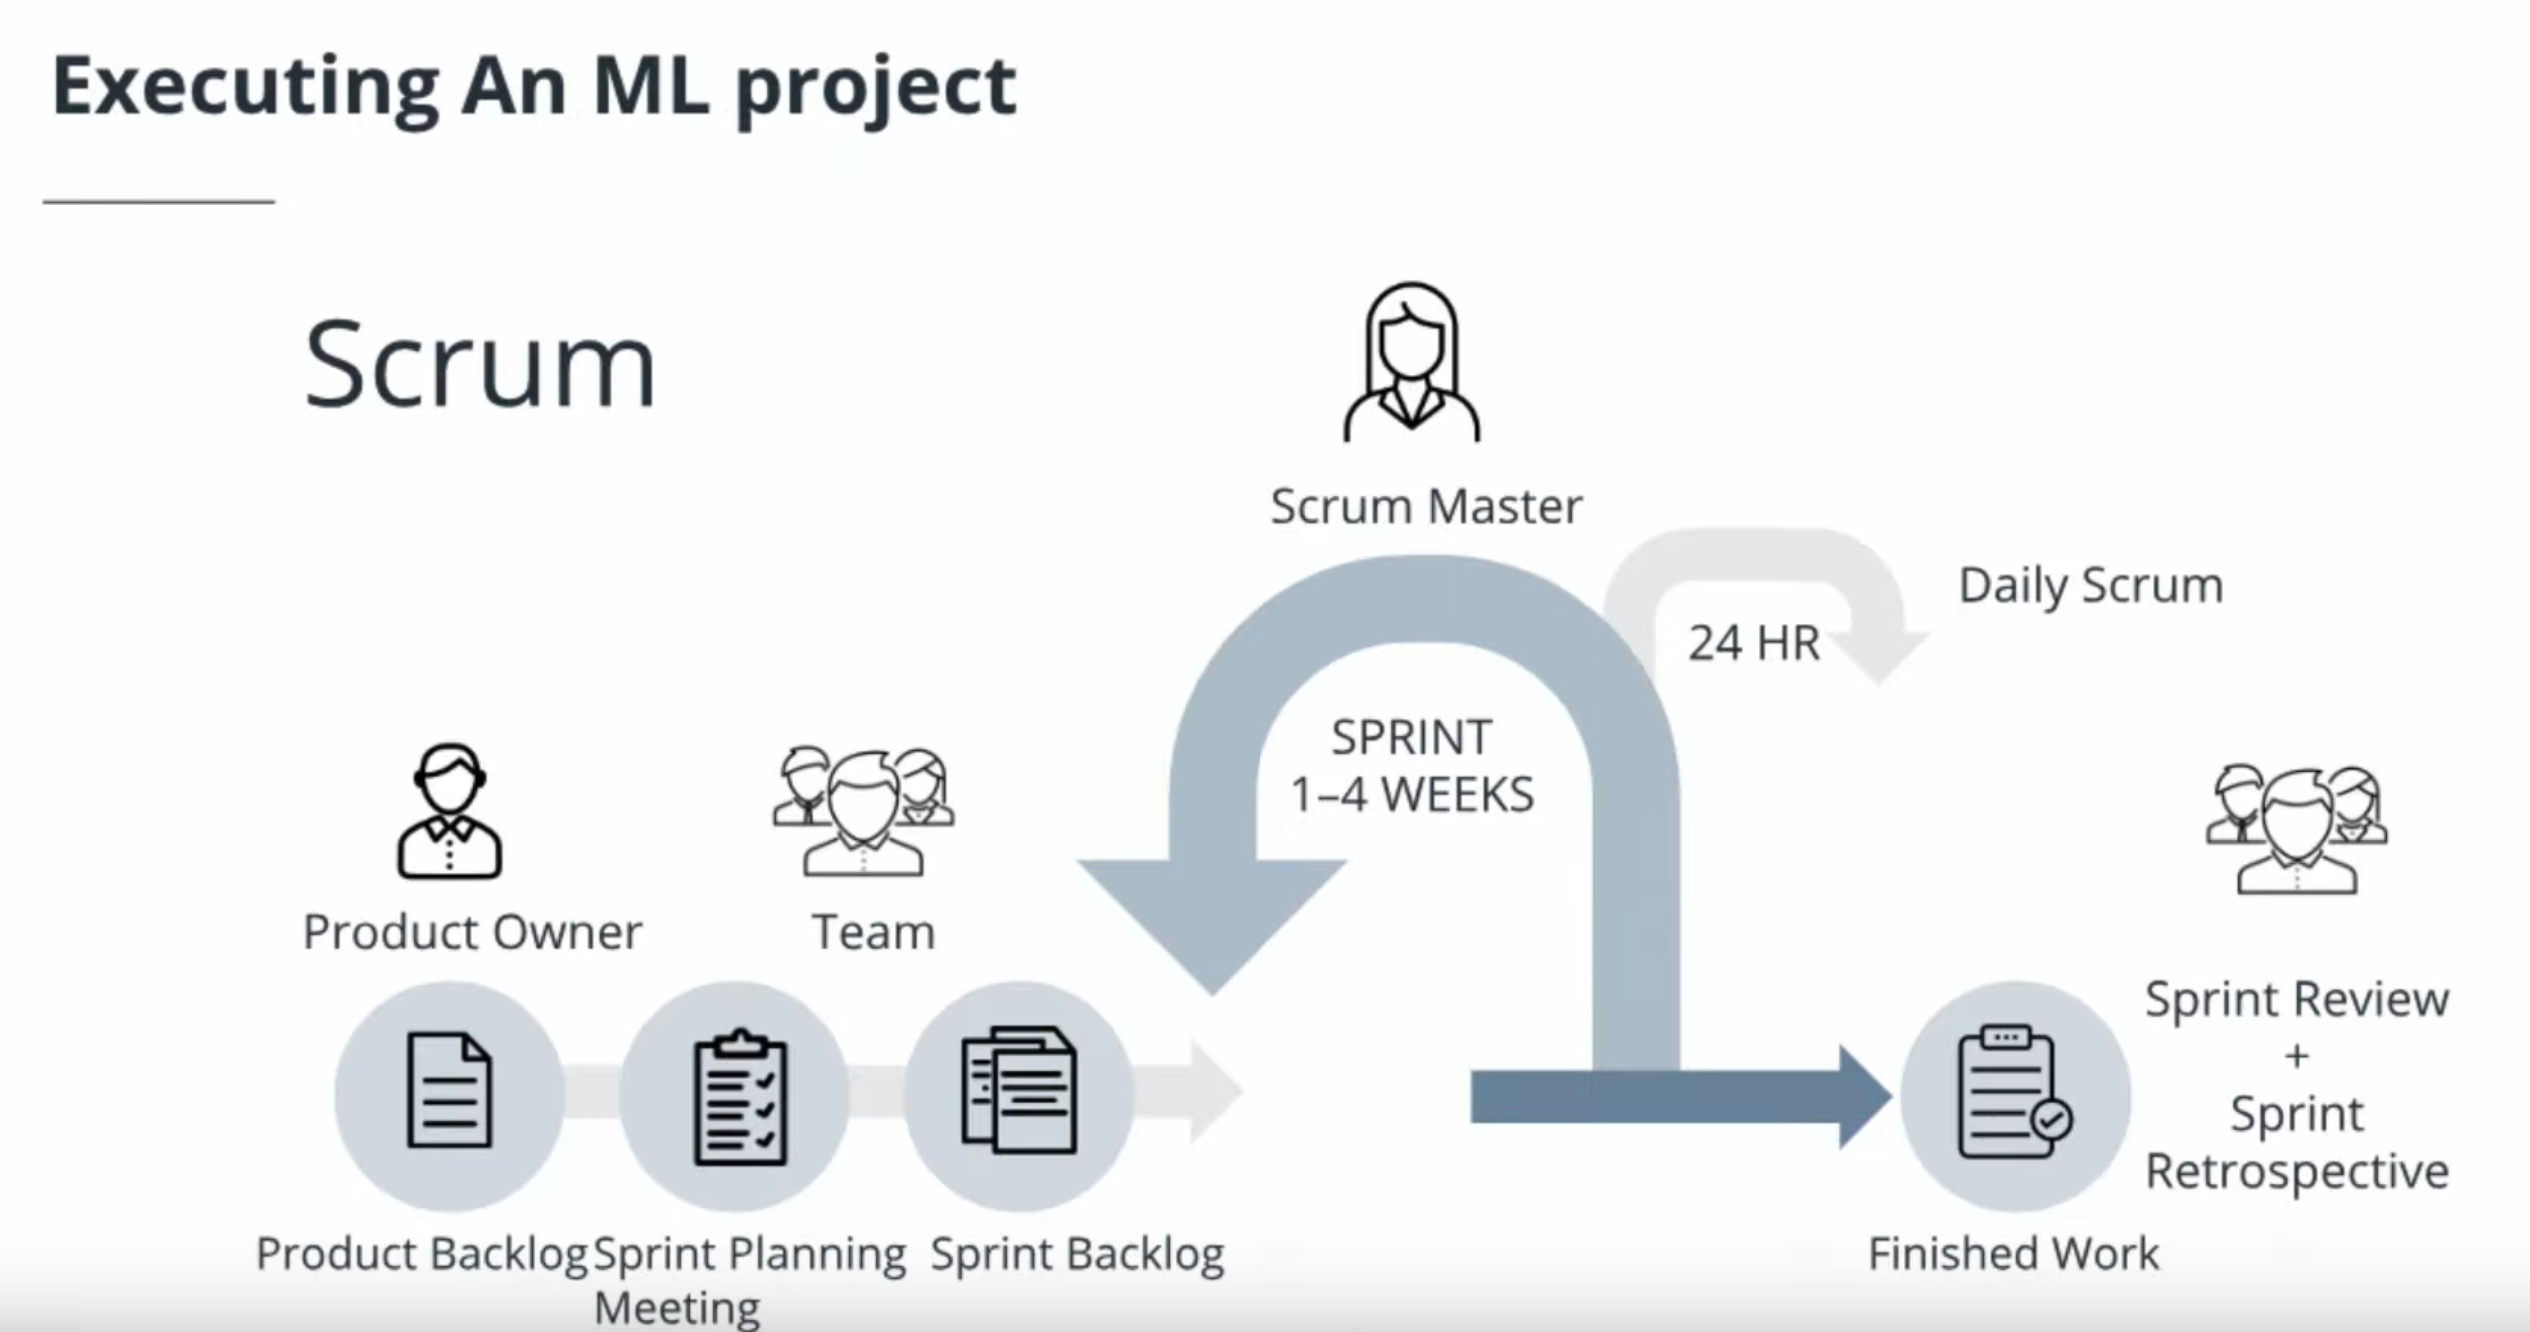 Executing An ML project
Scrum
Scrum Master
Daily Scrum
24 HR
SPRINT
1–4 WEEKS
Product Owner
Team
Sprint Review
+
Sprint
Retrospective
Product Backlog
Sprint Planning
Meeting
Sprint Backlog
Finished Work